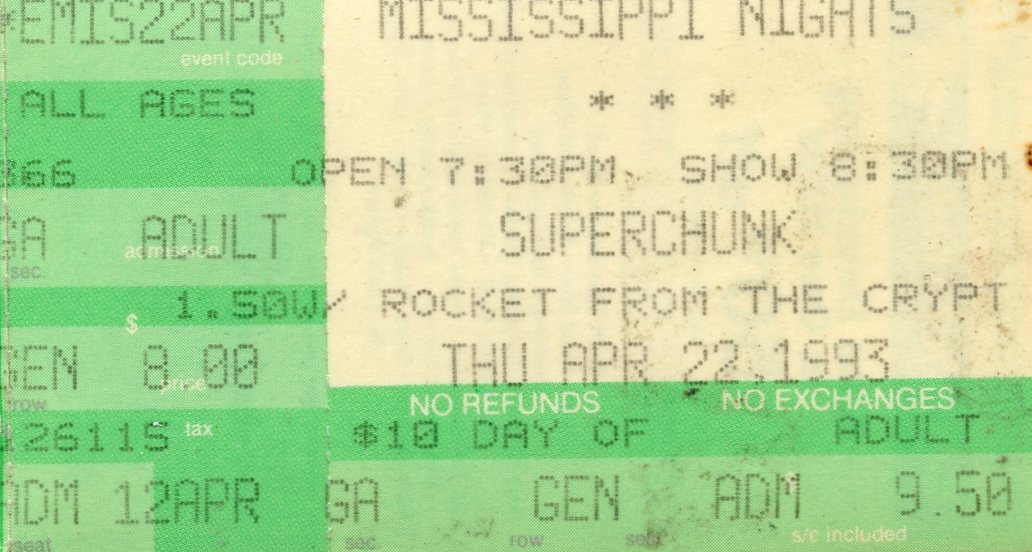 *EMIS22APR MISSISSIPPI NIGHTS
event code
ALL AGES * * *
366 OPEN 7:30PM, SHOW 8:30PM
GA ADULT SUPERCHUNK
admission
sec.
1.50W/ ROCKET FROM THE CRYPT
$
GEN 8.00 THU APR 22,1993
price
row NO REFUNDS NO EXCHANGES
126115 tax $10 DAY OF ADULT
ADM 12APR GA GEN ADM 9.50
$
seat sec. row seat s/c included